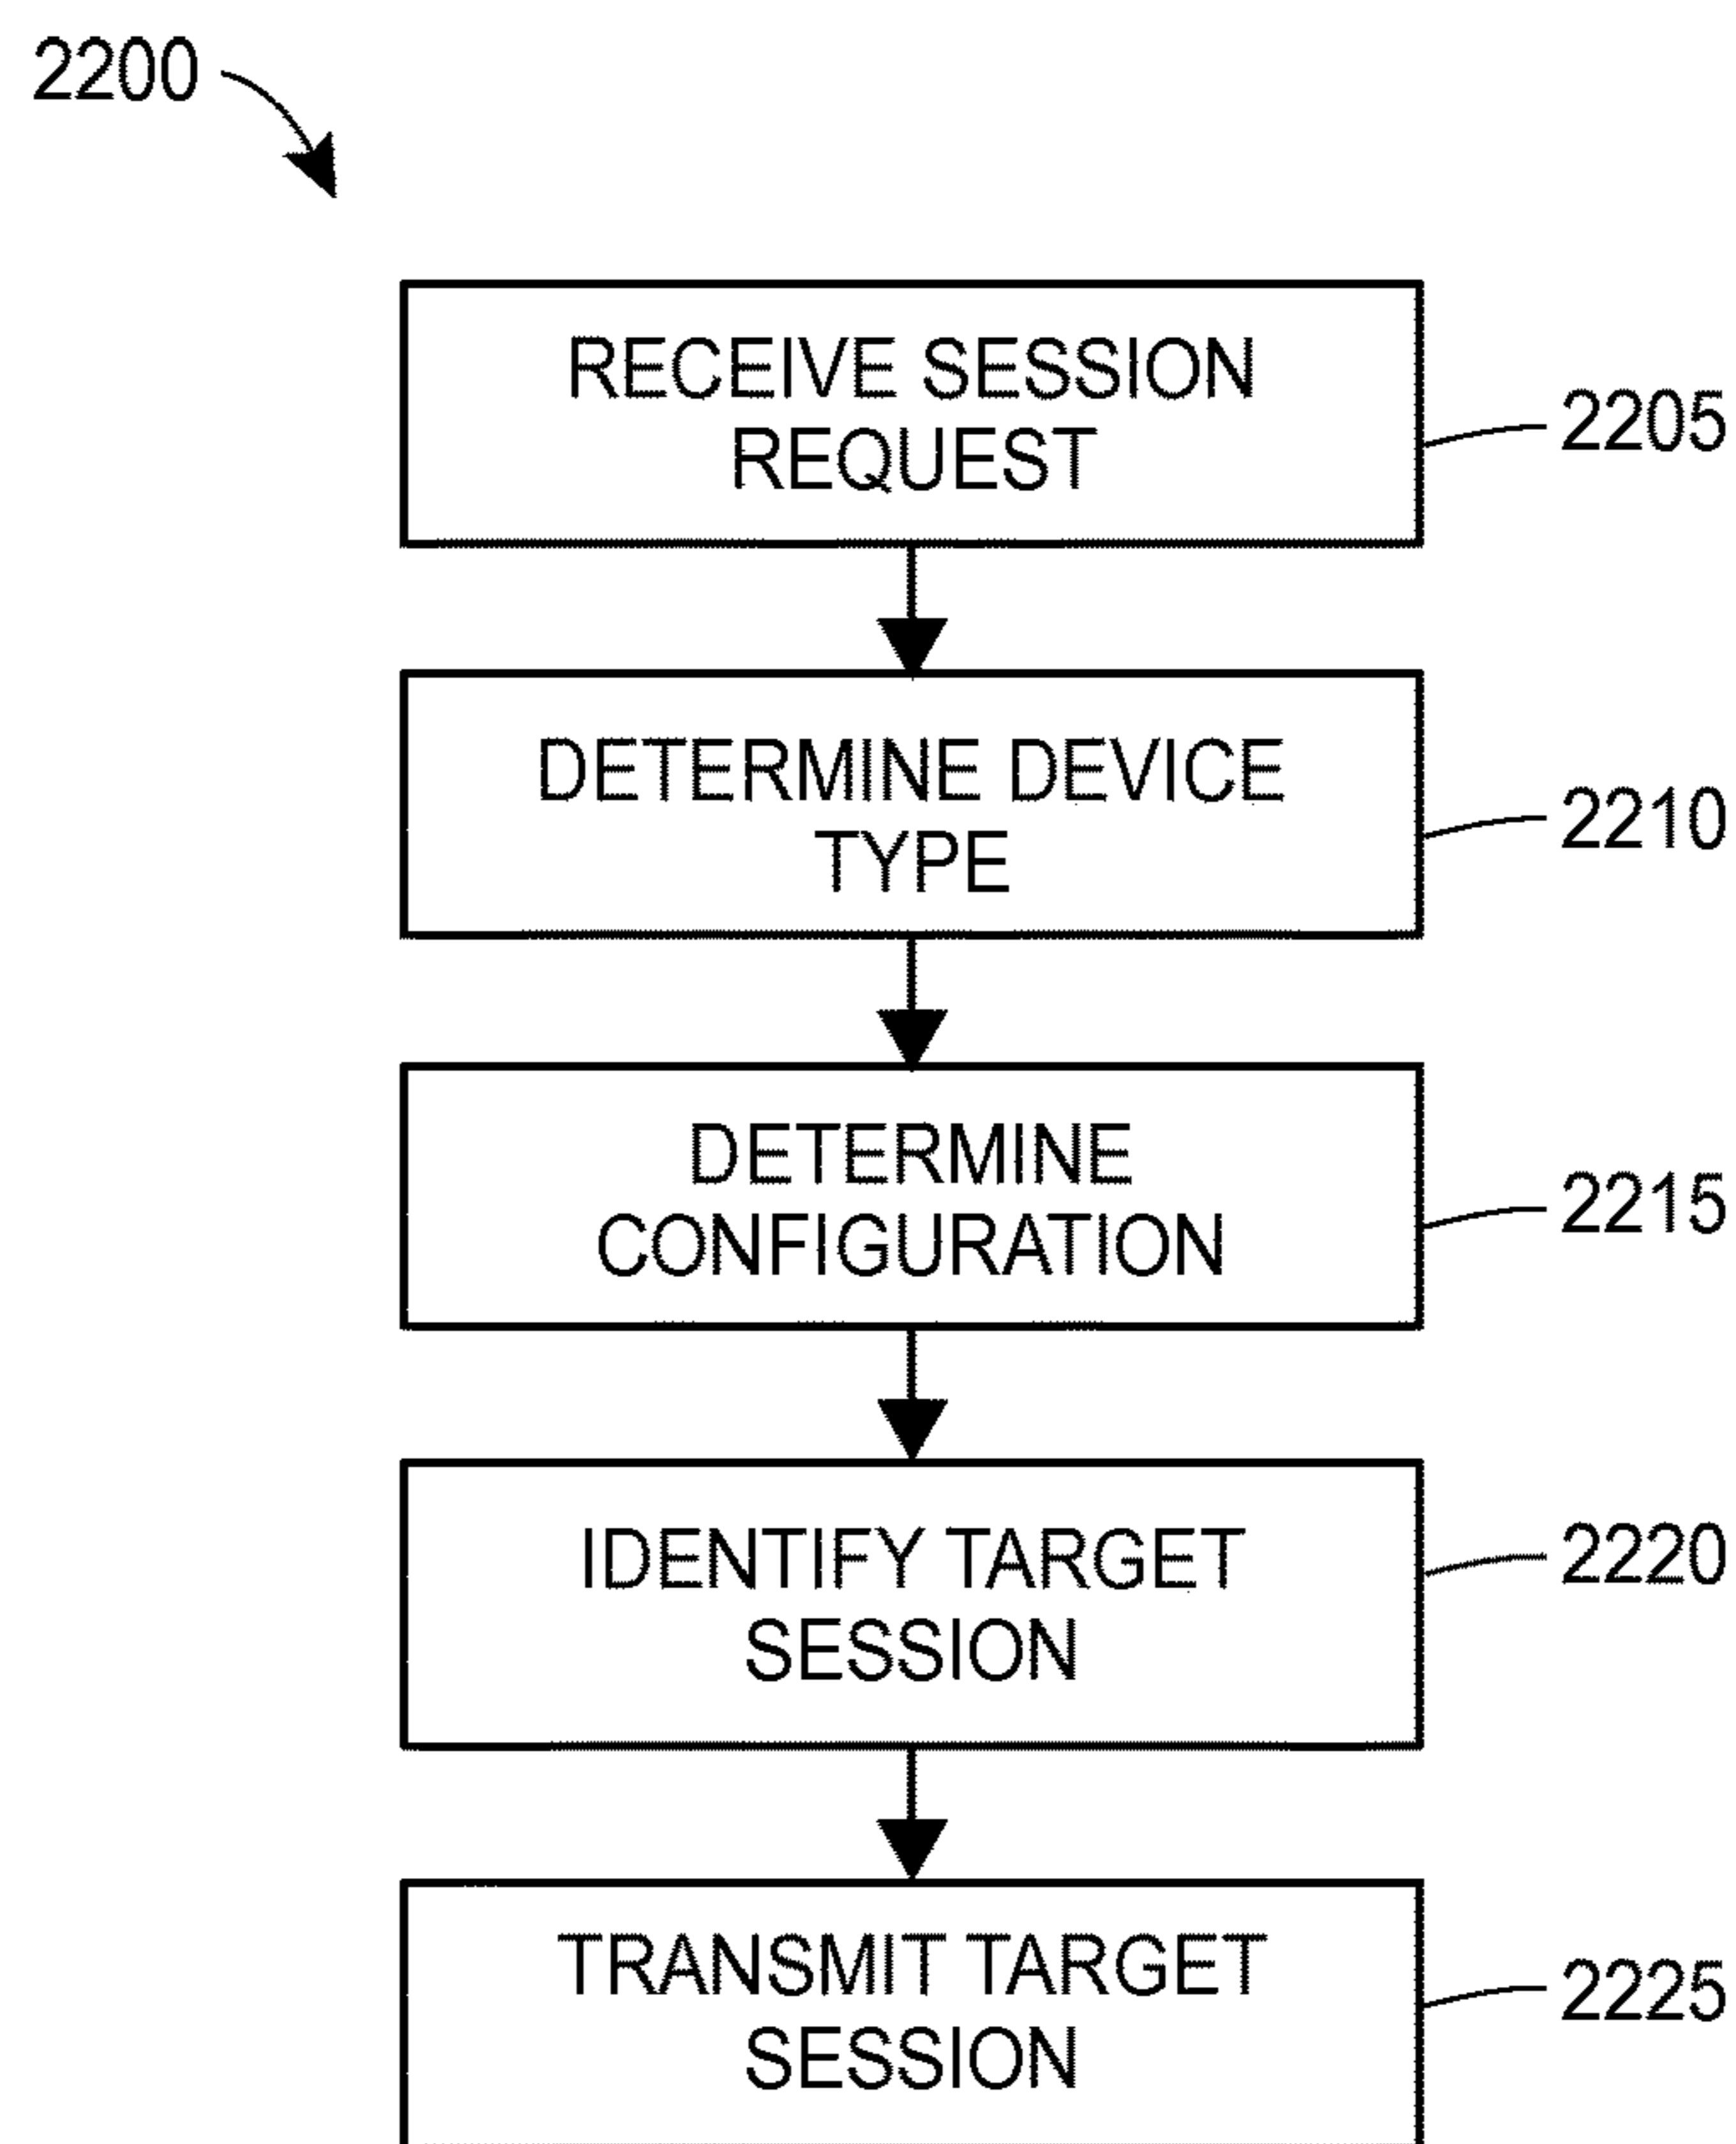 2200
RECEIVE SESSION
REQUEST
2205
DETERMINE DEVICE
TYPE
2210
DETERMINE
CONFIGURATION
2215
IDENTIFY TARGET
SESSION
2220
TRANSMIT TARGET
SESSION
2225